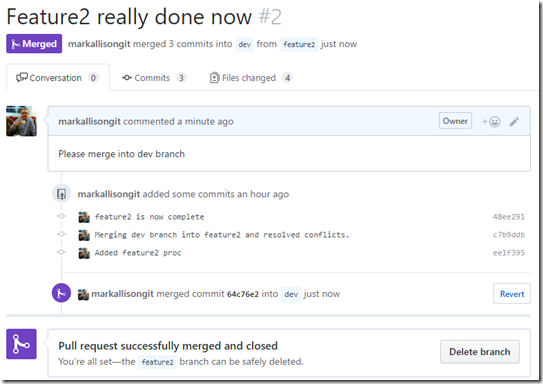 Feature2 really done now #2
Merged markallisongit merged 3 commits into dev from feature2 just now
Conversation 0 Commits 3 Files changed 4
markallisongit commented a minute ago Owner
Please merge into dev branch
markallisongit added some commits an hour ago
feature2 is now complete 48ee291
Merging dev branch into feature2 and resolved conflicts. c7b9ddb
Added feature2 proc ee1f395
markallisongit merged commit 64c76e2 into dev just now Revert
Pull request successfully merged and closed
You're all set—the feature2 branch can be safely deleted. Delete branch